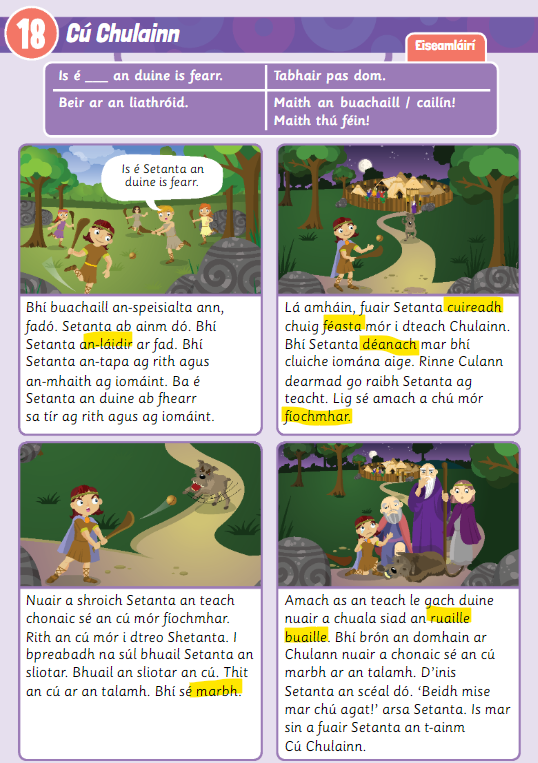 18
Cú Chulainn
Eiseamláirí
Is é ___ an duine is fearr.
Tabhair pas dom.
Beir ar an liathróid.
Maith an buachaill / cailín!
Maith thú féin!
Is é Setanta an
duine is fearr.
Bhí buachaill an-speisialta ann,
fadó. Setanta ab ainm dó. Bhí
Setanta an-láidir ar fad. Bhí
Setanta an-tapa ag rith agus
an-mhaith ag iomáint. Ba é
Setanta an duine ab fhearr
sa tír ag rith agus ag iomáint.
Lá amháin, fuair Setanta cuireadh
chuig féasta mór i dteach Chulainn.
Bhí Setanta déanach mar bhí
cluiche iomána aige. Rinne Culann
dearmad go raibh Setanta ag
teacht. Lig sé amach a chú mór
fíochmhar.
Nuair a shroich Setanta an teach
chonaic sé an cú mór fíochmhar.
Rith an cú mór i dtreo Shetanta. I
bpreabadh na súl bhuail Setanta an
sliotar. Bhuail an sliotar an cú. Thit
an cú ar an talamh. Bhí sé marbh.
Amach as an teach le gach duine
nuair a chuala siad an ruaille
buaille. Bhí brón an domhain ar
Chulann nuair a chonaic sé an cú
marbh ar an talamh. D'inis
Setanta an scéal dó. 'Beidh mise
mar chú agat!' arsa Setanta. Is mar
sin a fuair Setanta an t-ainm
Cú Chulainn.